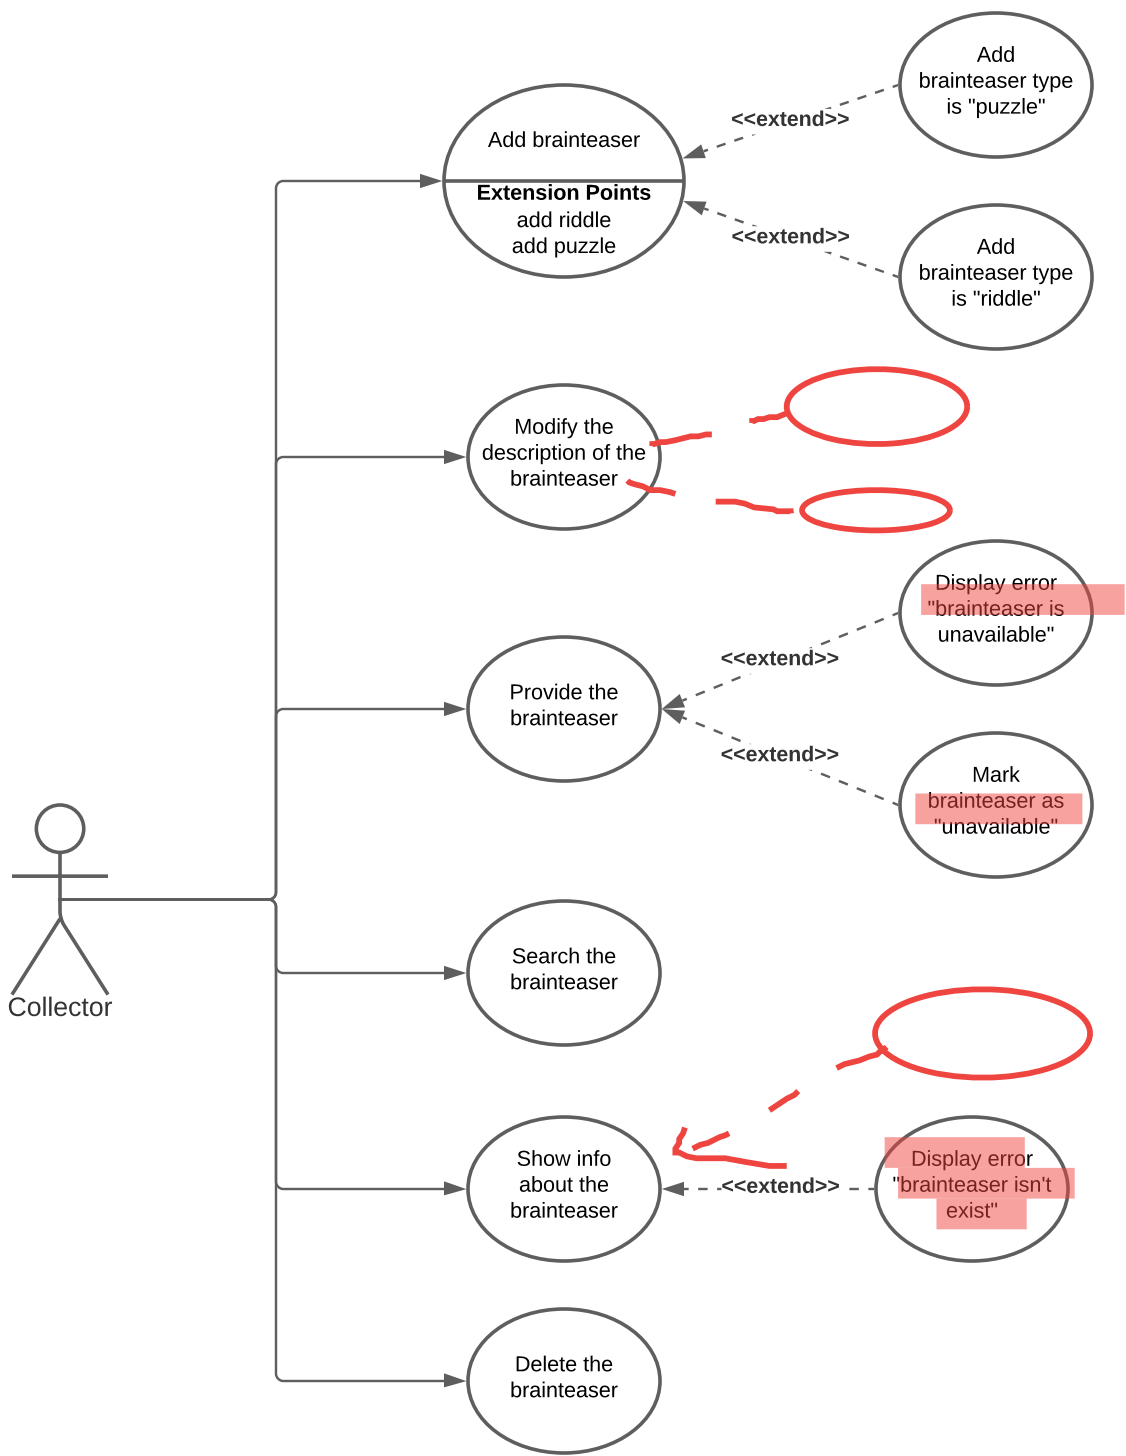 Add
brainteaser type
is "puzzle"
<<extend>>
Add brainteaser
Extension Points
add riddle
add puzzle
<<extend>>
Add
brainteaser type
is "riddle"
Modify the
description of the
brainteaser
Display error
"brainteaser is
unavailable"
<<extend>>
Provide the
brainteaser
<<extend>>
Mark
brainteaser as
"unavailable"
Search the
brainteaser
Collector
Show info
about the
brainteaser
<<extend>>
Display error
"brainteaser isn't
exist"
Delete the
brainteaser